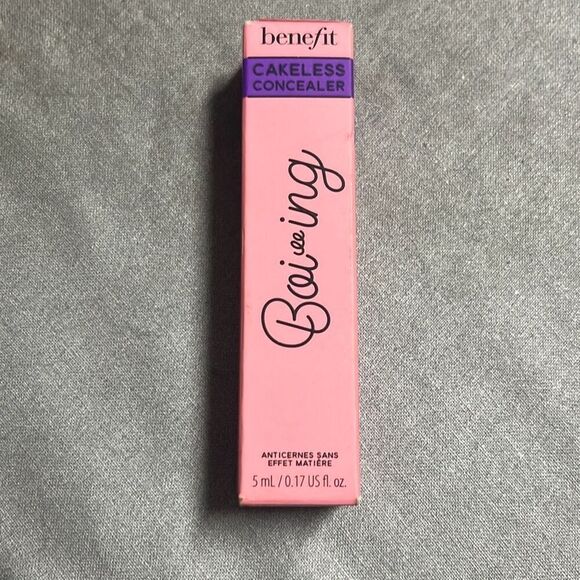 benefit
CAKELESS
CONCEALER
Boi-ing
ANTICERNES SANS
EFFET MATIÈRE
5 mL / 0.17 US fl. oz.